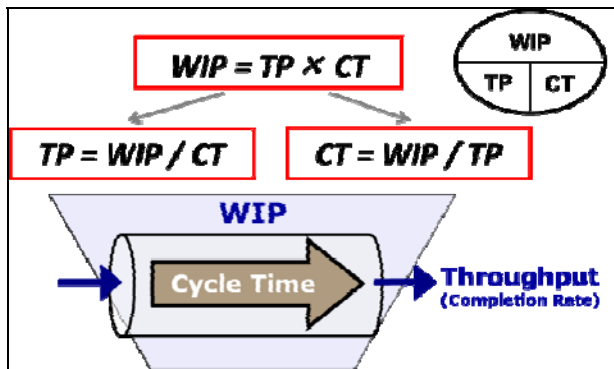 WIP = TP × CT
WIP
TP CT
TP = WIP / CT
CT = WIP / TP
WIP
Cycle Time
Throughput
(Completion Rate)